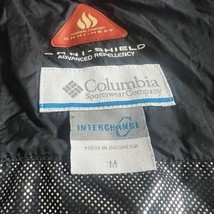 OMNI-HEAT
OMNI-SHIELD
ADVANCED REPELLENCY
Columbia
Sportswear Company
INTERCHANGE
MADE IN INDONESIA
M